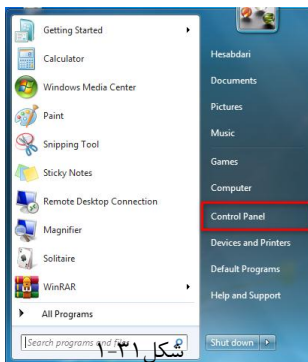 Getting Started
Calculator
Windows Media Center
Paint
Snipping Tool
Sticky Notes
Remote Desktop Connection
Magnifier
Solitaire
WinRAR
All Programs
Search programs and files
Hesabdari
Documents
Pictures
Music
Games
Computer
Control Panel
Devices and Printers
Default Programs
Help and Support
Shut down
شکل ۳۱-۱